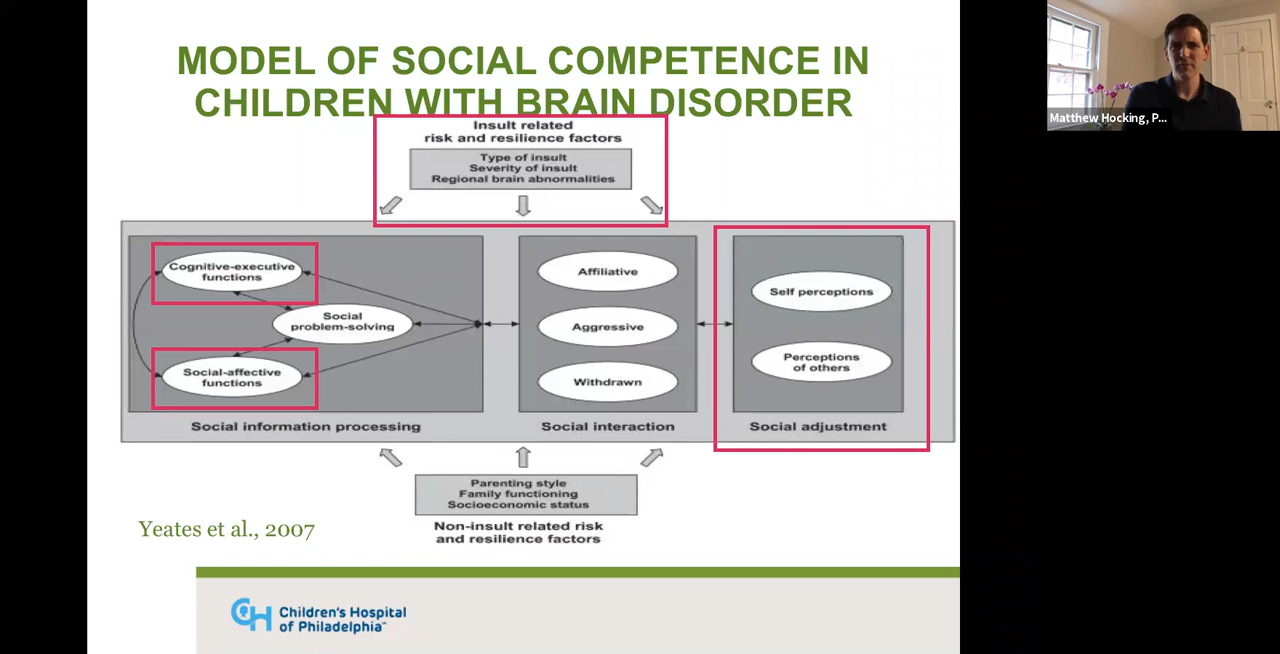 MODEL OF SOCIAL COMPETENCE IN
CHILDREN WITH BRAIN DISORDER
Matthew Hocking, P...
Insult related
risk and resilience factors
Type of insult
Severity of insult
Regional brain abnormalities
Cognitive-executive
functions
Social
problem-solving
Social-affective
functions
Social information processing
Affiliative
Aggressive
Withdrawn
Social interaction
Self perceptions
Perceptions
of others
Social adjustment
Parenting style
Family functioning
Socioeconomic status
Non-insult related risk
and resilience factors
Yeates et al., 2007
CH
Children's Hospital
of Philadelphia™